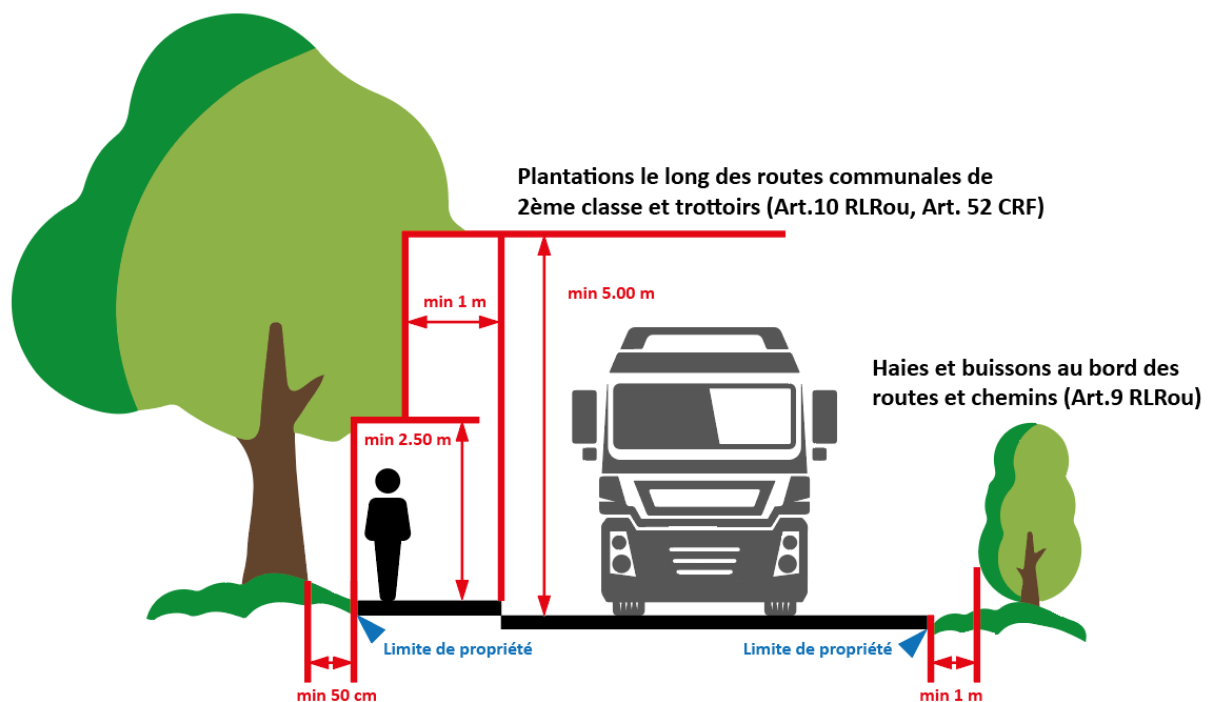 Plantations le long des routes communales de
2ème classe et trottoirs (Art.10 RLRou, Art. 52 CRF)
min 1 m
min 5.00 m
Haies et buissons au bord des
routes et chemins (Art.9 RLRou)
min 2.50 m
Limite de propriété
Limite de propriété
min 50 cm
min 1 m